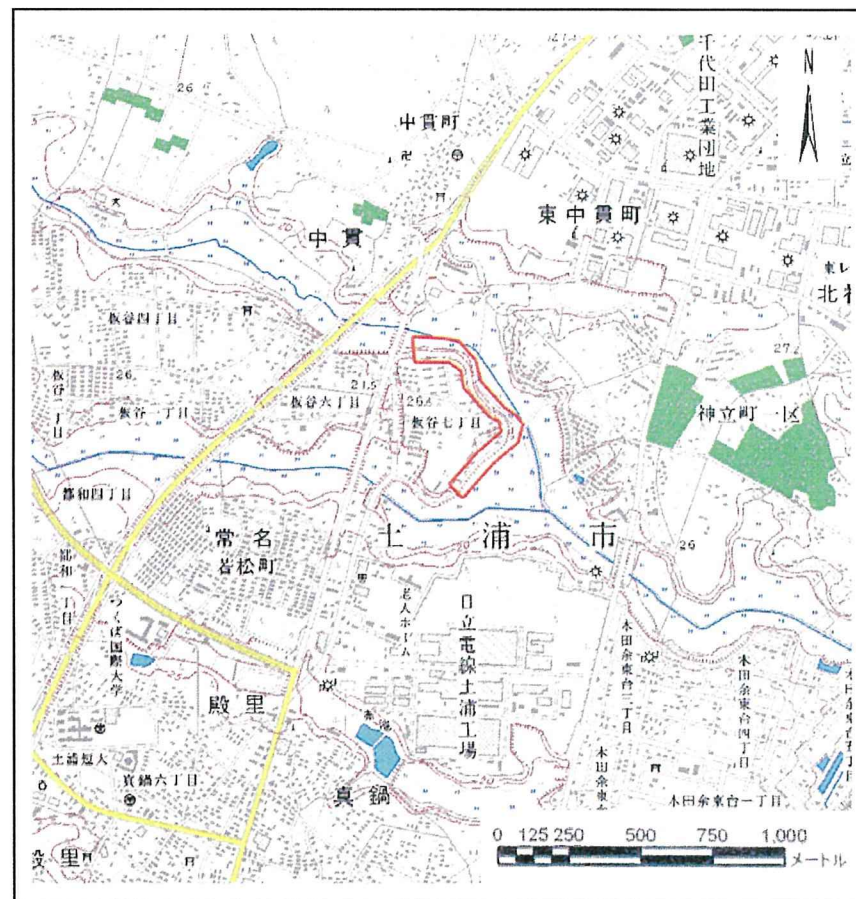 26
27.5
千代田工業団地
N
中貫町
東中貫町
中貫
北神
板谷四丁目
26
21.5
27
板谷一丁目
板谷六丁目
26.4
板谷七丁目
神立町一区
都和四丁目
常名
若松町
土浦市
26
都和一丁目
老人ホーム
つくば国際大学
日立電線土浦工場
木田余東台二丁目
木田余東台四丁目
殿里
土浦短大
真鍋六丁目
真鍋
木田余東台一丁目
0 125 250 500 750 1,000
メートル
殿里